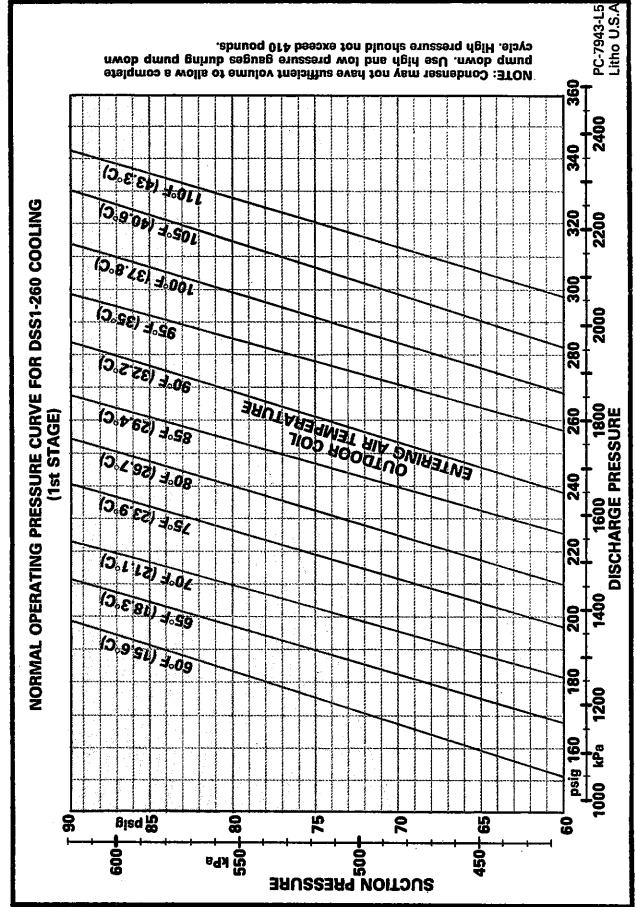 NORMAL OPERATING PRESSURE CURVE FOR DSS1-260 COOLING
(1st STAGE)
SUCTION PRESSURE
kPa
600
550
500
450
psig
90
85
80
75
70
65
60
60°F (15.6°C)
65°F (18.3°C)
70°F (21.1°C)
75°F (23.9°C)
80°F (26.7°C)
85°F (29.4°C)
90°F (32.2°C)
95°F (35°C)
100°F (37.8°C)
105°F (40.6°C)
110°F (43.3°C)
OUTDOOR COIL
ENTERING AIR TEMPERATURE
psig 160 180 200 220 240 260 280 300 320 340 360
1000 kPa 1200 1400 1600 1800 2000 2200 2400
DISCHARGE PRESSURE
NOTE: Condenser may not have sufficient volume to allow a complete
pump down. Use high and low pressure gauges during pump down
cycle. High pressure should not exceed 410 pounds.
PC-7943-L5
Litho U.S.A